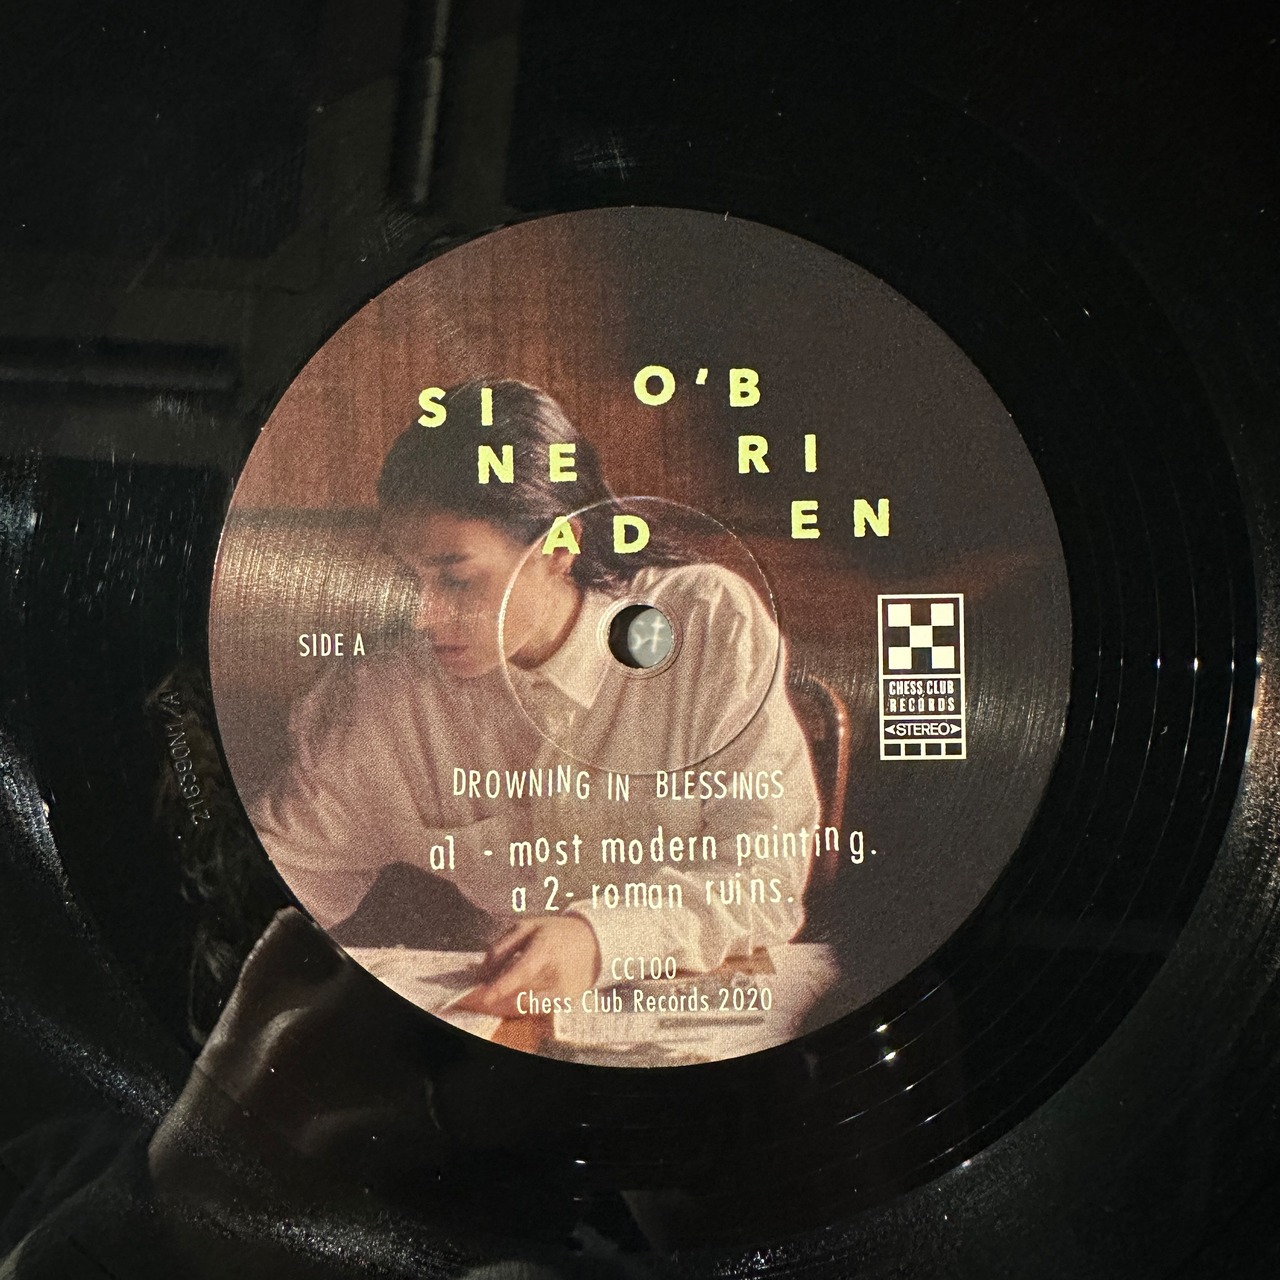 SI O'B
NE RI
AD EN
SIDE A
CHESS CLUB
RECORDS
STEREO
DROWNING IN BLESSINGS
a1 - most modern painting.
a 2- roman ruins.
CC100
Chess Club Records 2020